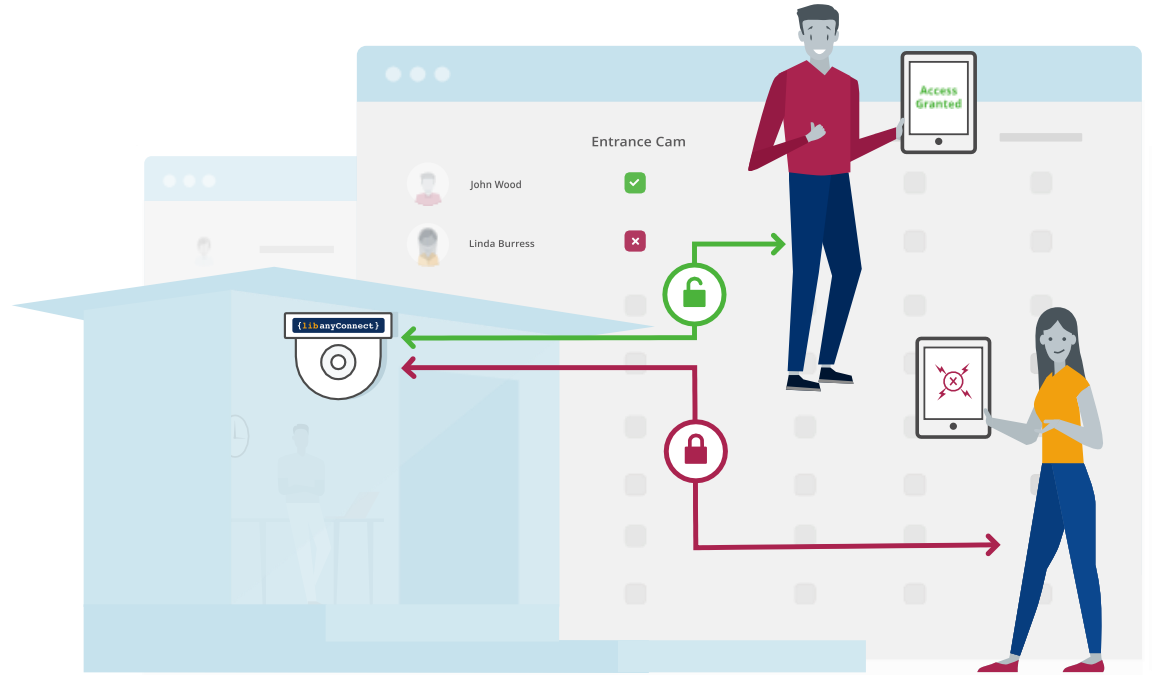 Access
Granted
Entrance Cam
John Wood
Linda Burress
{libanyConnect}